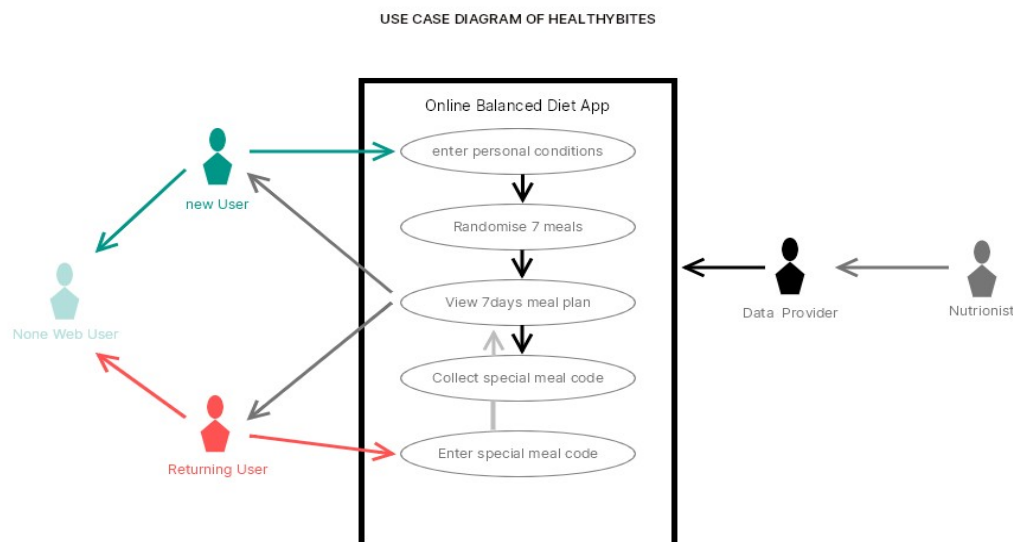 USE CASE DIAGRAM OF HEALTHYBITES
Online Balanced Diet App
enter personal conditions
new User
Randomise 7 meals
View 7days meal plan
Data Provider
Nutrionist
None Web User
Collect special meal code
Enter special meal code
Returning User